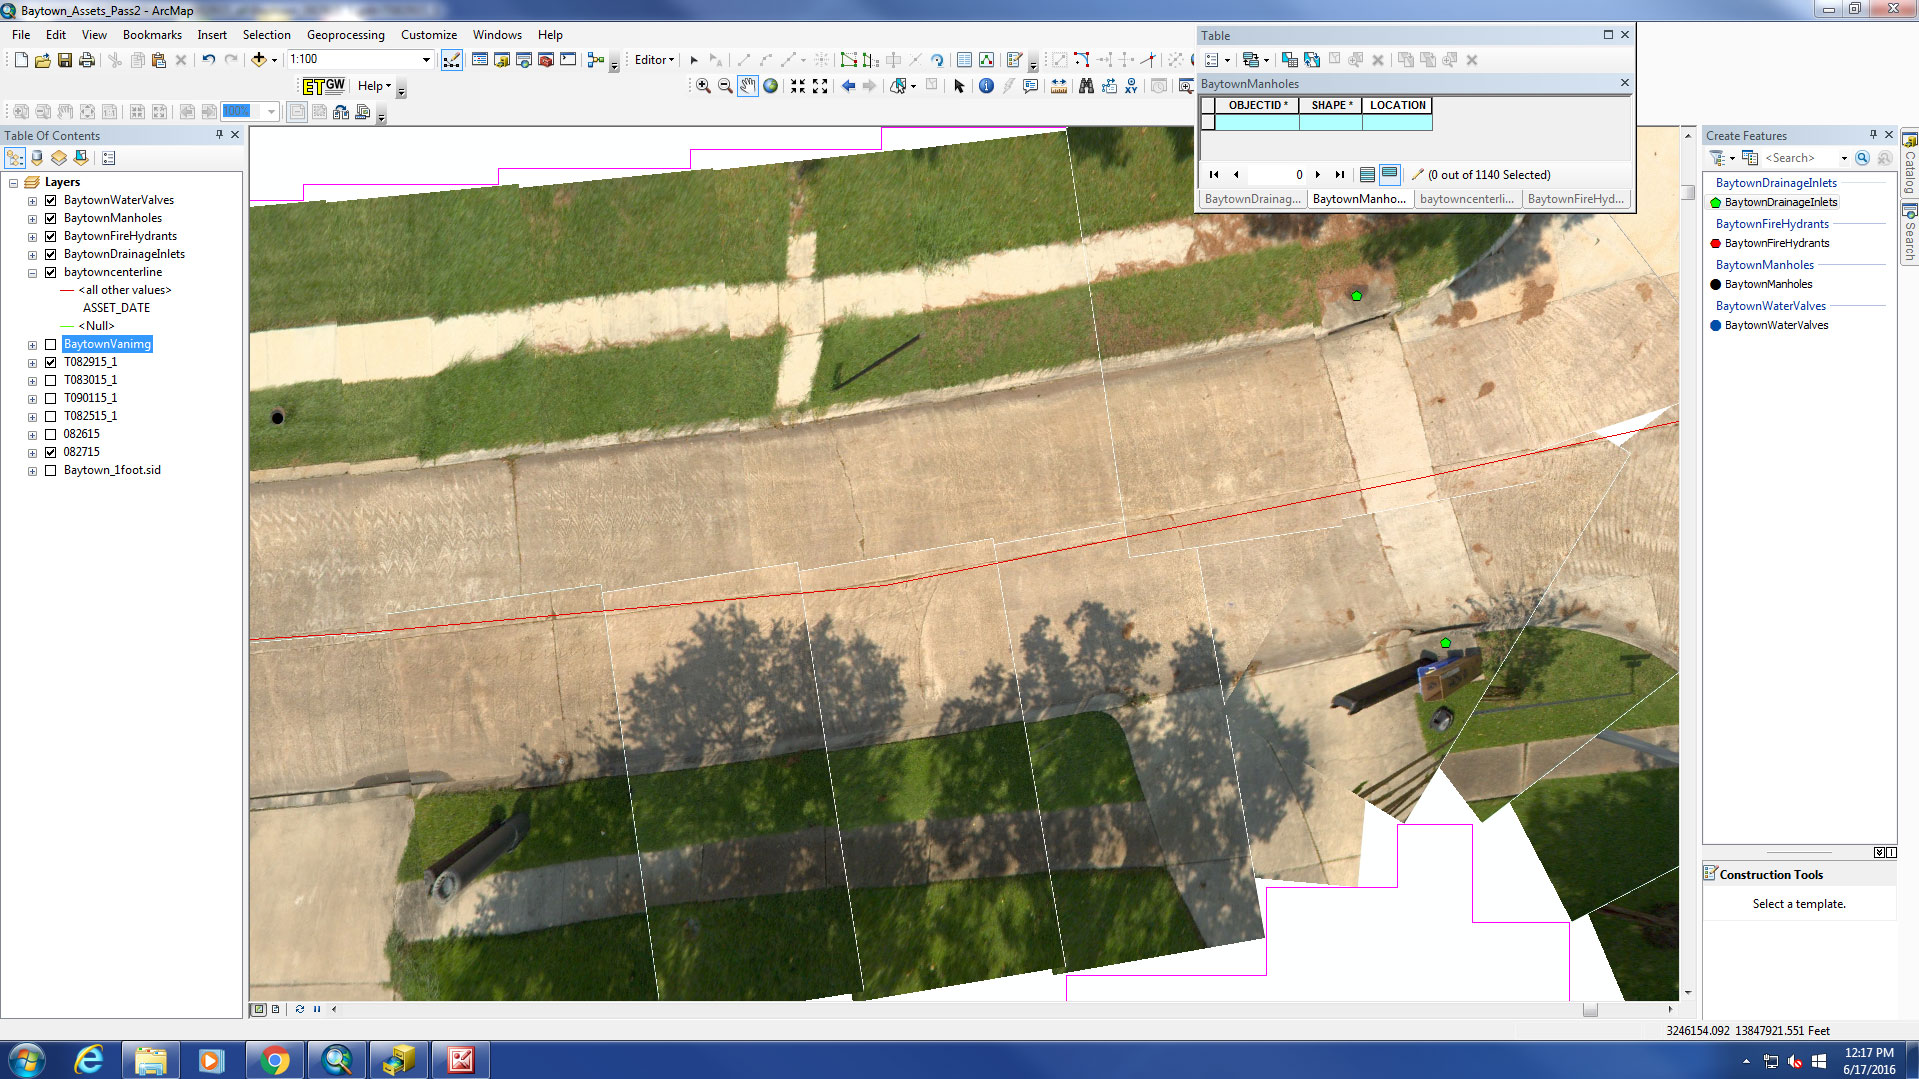 Baytown_Assets_Pass2 - ArcMap
File Edit View Bookmarks Insert Selection Geoprocessing Customize Windows Help
1:100
Editor
ET GW Help
100%
Table
BaytownManholes
OBJECTID * SHAPE * LOCATION
0 (0 out of 1140 Selected)
BaytownDrainag... BaytownManho... baytowncenterli... BaytownFireHyd...
Table Of Contents
Layers
BaytownWaterValves
BaytownManholes
BaytownFireHydrants
BaytownDrainageInlets
baytowncenterline
<all other values>
ASSET_DATE
<Null>
BaytownVanimg
T082915_1
T083015_1
T090115_1
T082515_1
082615
082715
Baytown_1foot.sid
Create Features
<Search>
BaytownDrainageInlets
BaytownDrainageInlets
BaytownFireHydrants
BaytownFireHydrants
BaytownManholes
BaytownManholes
BaytownWaterValves
BaytownWaterValves
Catalog
Search
Construction Tools
Select a template.
3246154.092 13847921.551 Feet
12:17 PM
6/17/2016